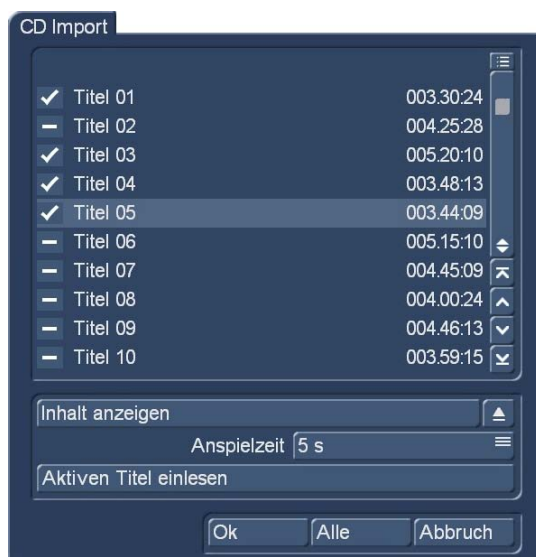 CD Import
Titel 01 003.30:24
Titel 02 004.25:28
Titel 03 005.20:10
Titel 04 003.48:13
Titel 05 003.44:09
Titel 06 005.15:10
Titel 07 004.45:09
Titel 08 004.00:24
Titel 09 004.46:13
Titel 10 003.59:15
Inhalt anzeigen
Anspielzeit 5 s
Aktiven Titel einlesen
Ok Alle Abbruch